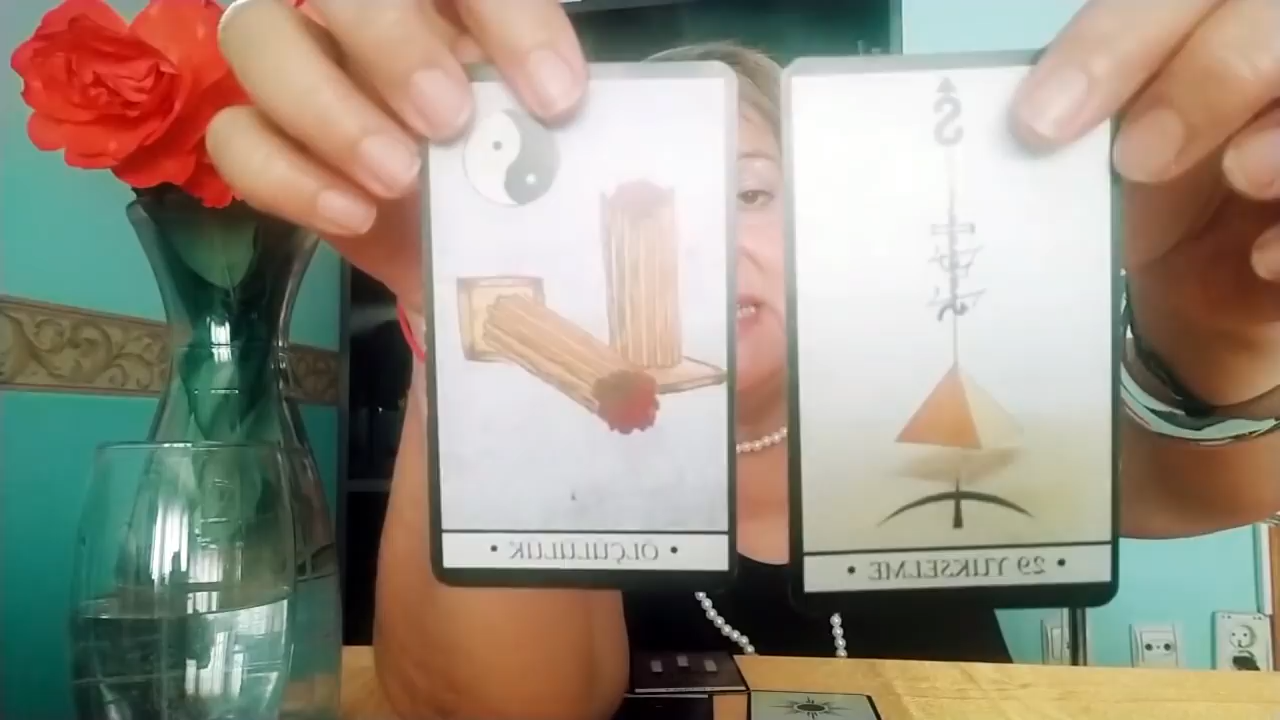 • ÖLÇÜLÜLÜK •
• 29 YÜKSELME •